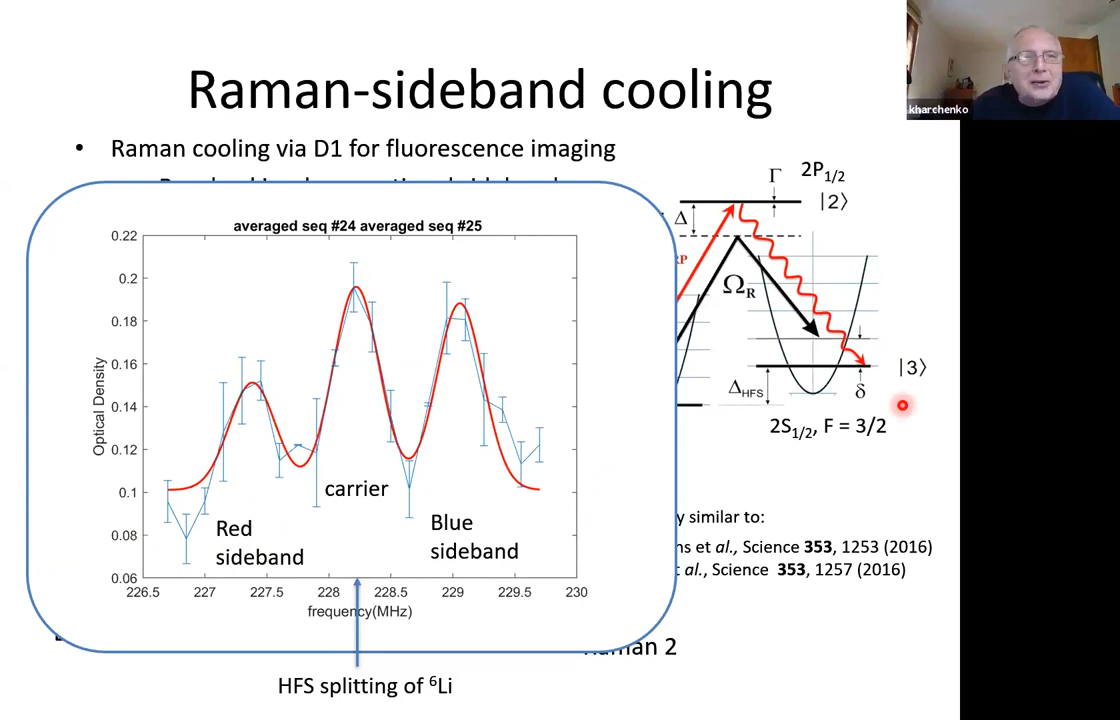 Raman-sideband cooling
• Raman cooling via D1 for fluorescence imaging
kharchenko
averaged seq #24 averaged seq #25
Optical Density
0.22
0.2
0.18
0.16
0.14
0.12
0.1
0.08
0.06
226.5 227 227.5 228 228.5 229 229.5 230
frequency(MHz)
Red
sideband
carrier
Blue
sideband
HFS splitting of ⁶Li
Γ 2P1/2
|2⟩
Δ
ΩR
|3⟩
ΔHFS
δ
2S1/2, F = 3/2
similar to:
et al., Science 353, 1253 (2016)
et al., Science 353, 1257 (2016)
2